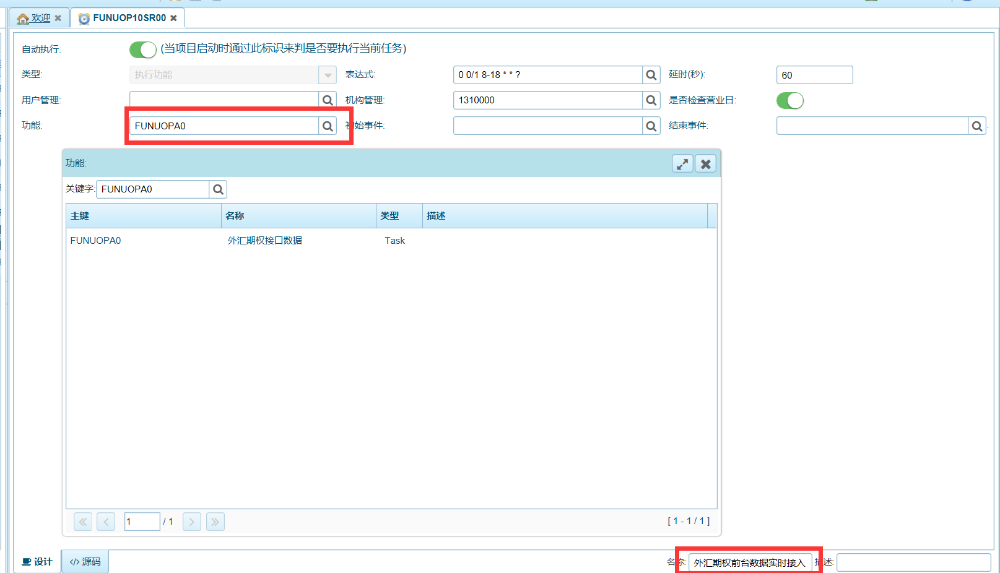 欢迎 FUNUOP10SR00
自动执行: (当项目启动时通过此标识来判是否要执行当前任务)
类型: 执行功能 表达式: 0 0/1 8-18 * * ? 延时(秒): 60
用户管理: 机构管理: 1310000 是否检查营业日:
功能: FUNUOPA0 初始事件: 结束事件:
功能:
关键字: FUNUOPA0
主键 名称 类型 描述
FUNUOPA0 外汇期权接口数据 Task
1 / 1 [ 1 - 1 / 1 ]
设计 </> 源码 名称: 外汇期权前台数据实时接入 描述: